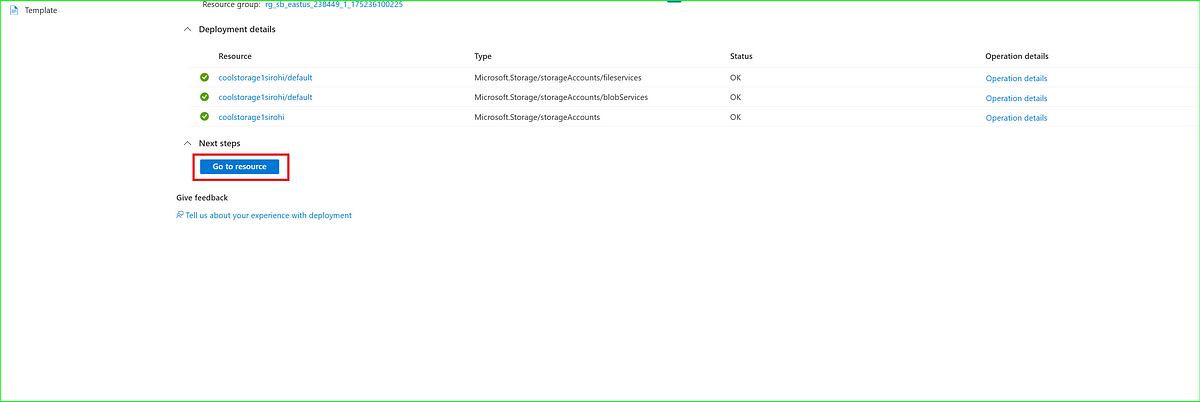 Template
Resource group: rg_sb_eastus_238449_1_175236100225
Deployment details
Resource Type Status Operation details
coolstorage1sirohi/default Microsoft.Storage/storageAccounts/fileservices OK Operation details
coolstorage1sirohi/default Microsoft.Storage/storageAccounts/blobServices OK Operation details
coolstorage1sirohi Microsoft.Storage/storageAccounts OK Operation details
Next steps
Go to resource
Give feedback
Tell us about your experience with deployment